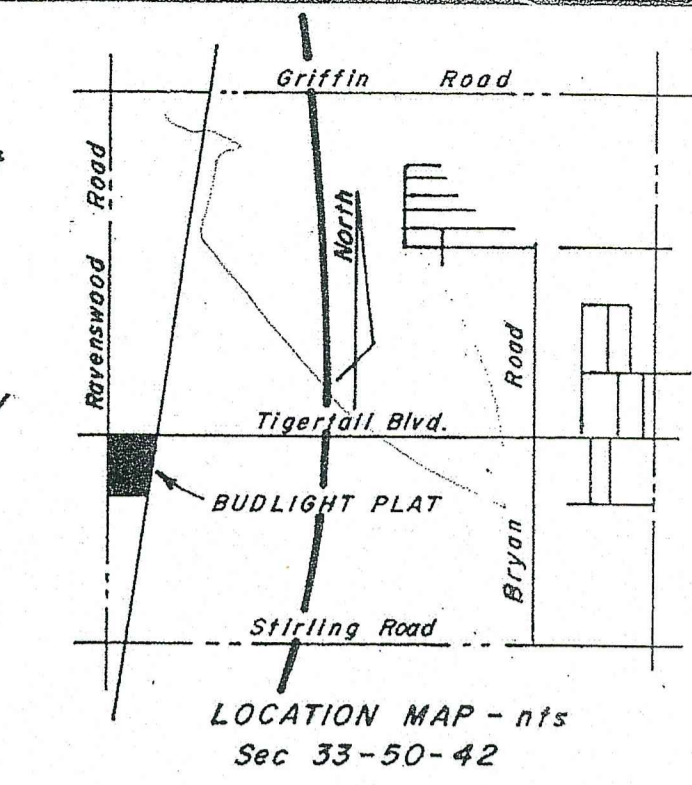 Griffin Road
Ravenswood Road
North
Bryan Road
Tigertail Blvd.
BUDLIGHT PLAT
Stirling Road
LOCATION MAP - nts
Sec 33-50-42